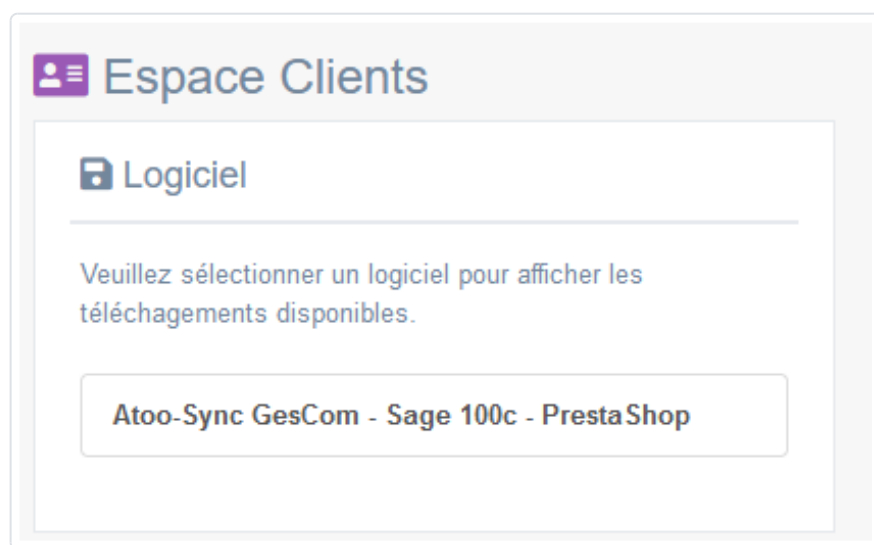 Espace Clients
Logiciel
Veuillez sélectionner un logiciel pour afficher les
téléchagements disponibles.
Atoo-Sync GesCom - Sage 100c - PrestaShop